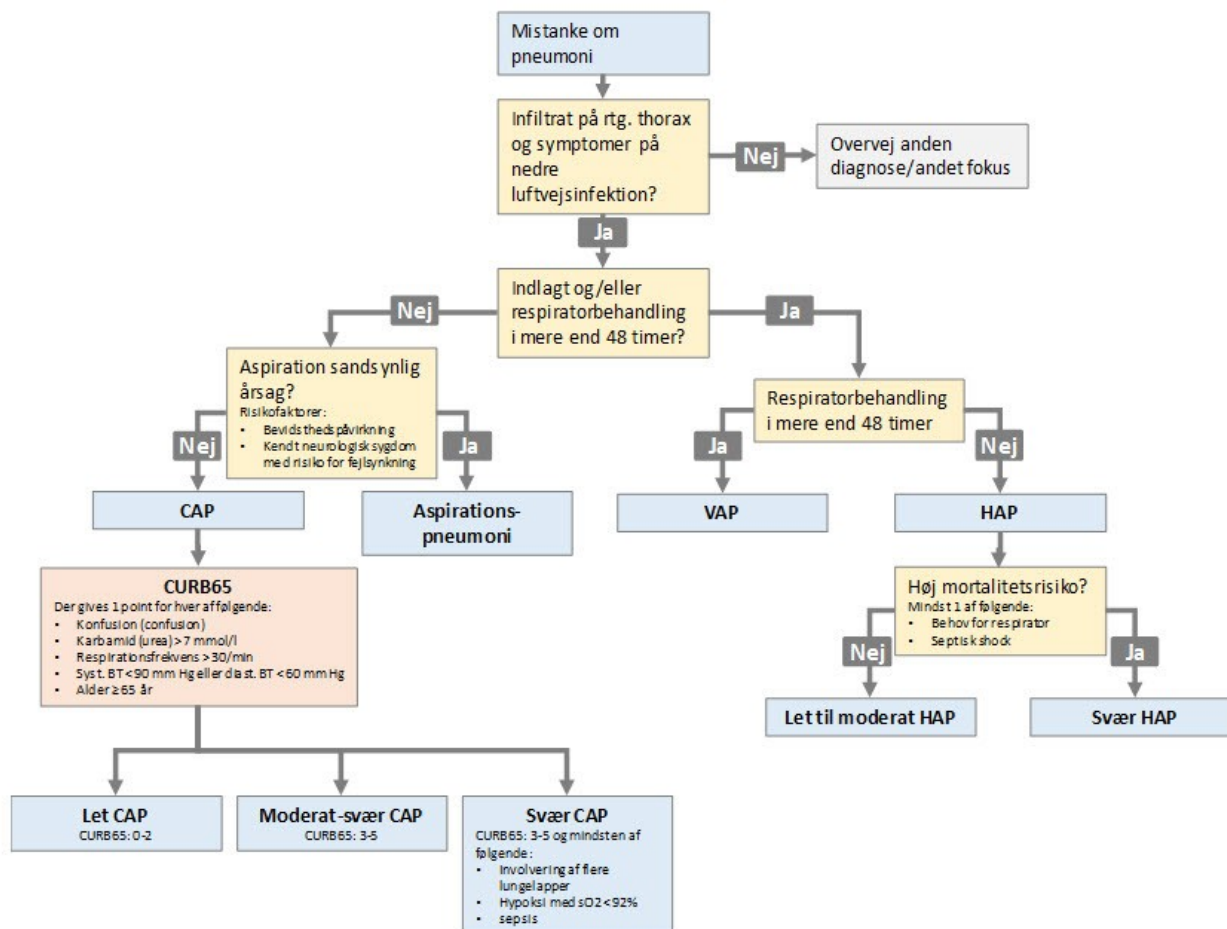 Mistanke om
pneumoni
Infiltrat på rtg. thorax
og symptomer på
nedre
luftvejsinfektion?
Nej
Overvej anden
diagnose/andet fokus
Ja
Indlagt og/eller
respiratorbehandling
i mere end 48 timer?
Nej
Ja
Aspiration sandsynlig
årsag?
Risikofaktorer:
• Bevidsthedspåvirkning
• Kendt neurologisk sygdom
med risiko for fejlsynkning
Nej
Ja
Respiratorbehandling
i mere end 48 timer
Ja
Nej
CAP
Aspirations-
pneumoni
VAP
HAP
CURB65
Der gives 1 point for hver af følgende:
• Konfusion (confusion)
• Karbamid (urea) > 7 mmol/l
• Respirationsfrekvens >30/min
• Syst. BT <90 mm Hg eller diast. BT <60 mm Hg
• Alder ≥65 år
Høj mortalitetsrisiko?
Mindst 1 af følgende:
• Behov for respirator
• Septisk shock
Nej
Ja
Let til moderat HAP
Svær HAP
Let CAP
CURB65: 0-2
Moderat-svær CAP
CURB65: 3-5
Svær CAP
CURB65: 3-5 og mindst en af
følgende:
• Involvering af flere
lungelapper
• Hypoksi med sO2 <92%
• sepsis